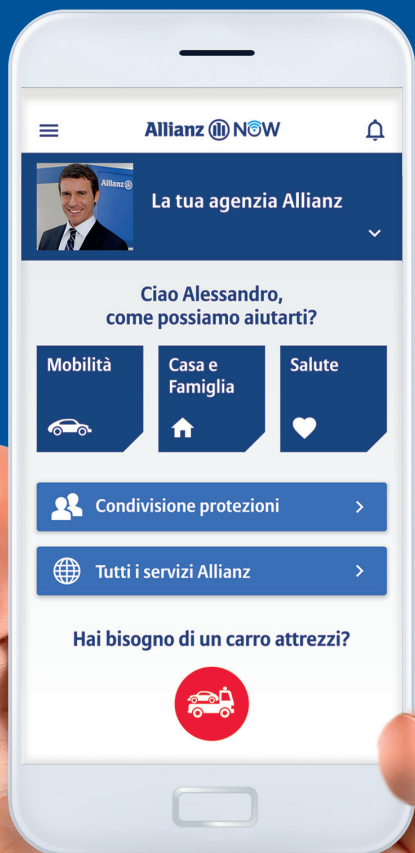 Allianz NOW
Allianz
La tua agenzia Allianz
Ciao Alessandro,
come possiamo aiutarti?
Mobilità
Casa e
Famiglia
Salute
Condivisione protezioni
Tutti i servizi Allianz
Hai bisogno di un carro attrezzi?